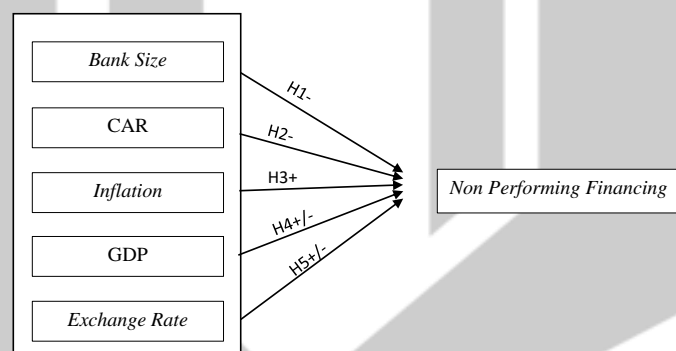 Bank Size
H1-
CAR
H2-
Inflation
H3+
Non Performing Financing
GDP
H4+/-
Exchange Rate
H5+/-